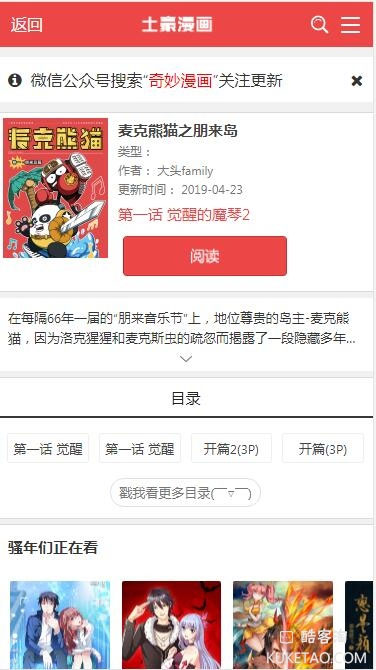 返回
土豪漫画
微信公众号搜索“奇妙漫画”关注更新
麦克熊猫
麦克熊猫之朋来岛
类型：
作者： 大头family
更新时间： 2019-04-23
第一话 觉醒的魔琴2
阅读
在每隔66年一届的“朋来音乐节”上，地位尊贵的岛主-麦克熊
猫，因为洛克猩猩和麦克斯虫的疏忽而揭露了一段隐藏多年...
目录
第一话 觉醒
第一话 觉醒
开篇2(3P)
开篇(3P)
戳我看更多目录(￣▽￣)
骚年们正在看
酷客淘
KUKETAO.COM